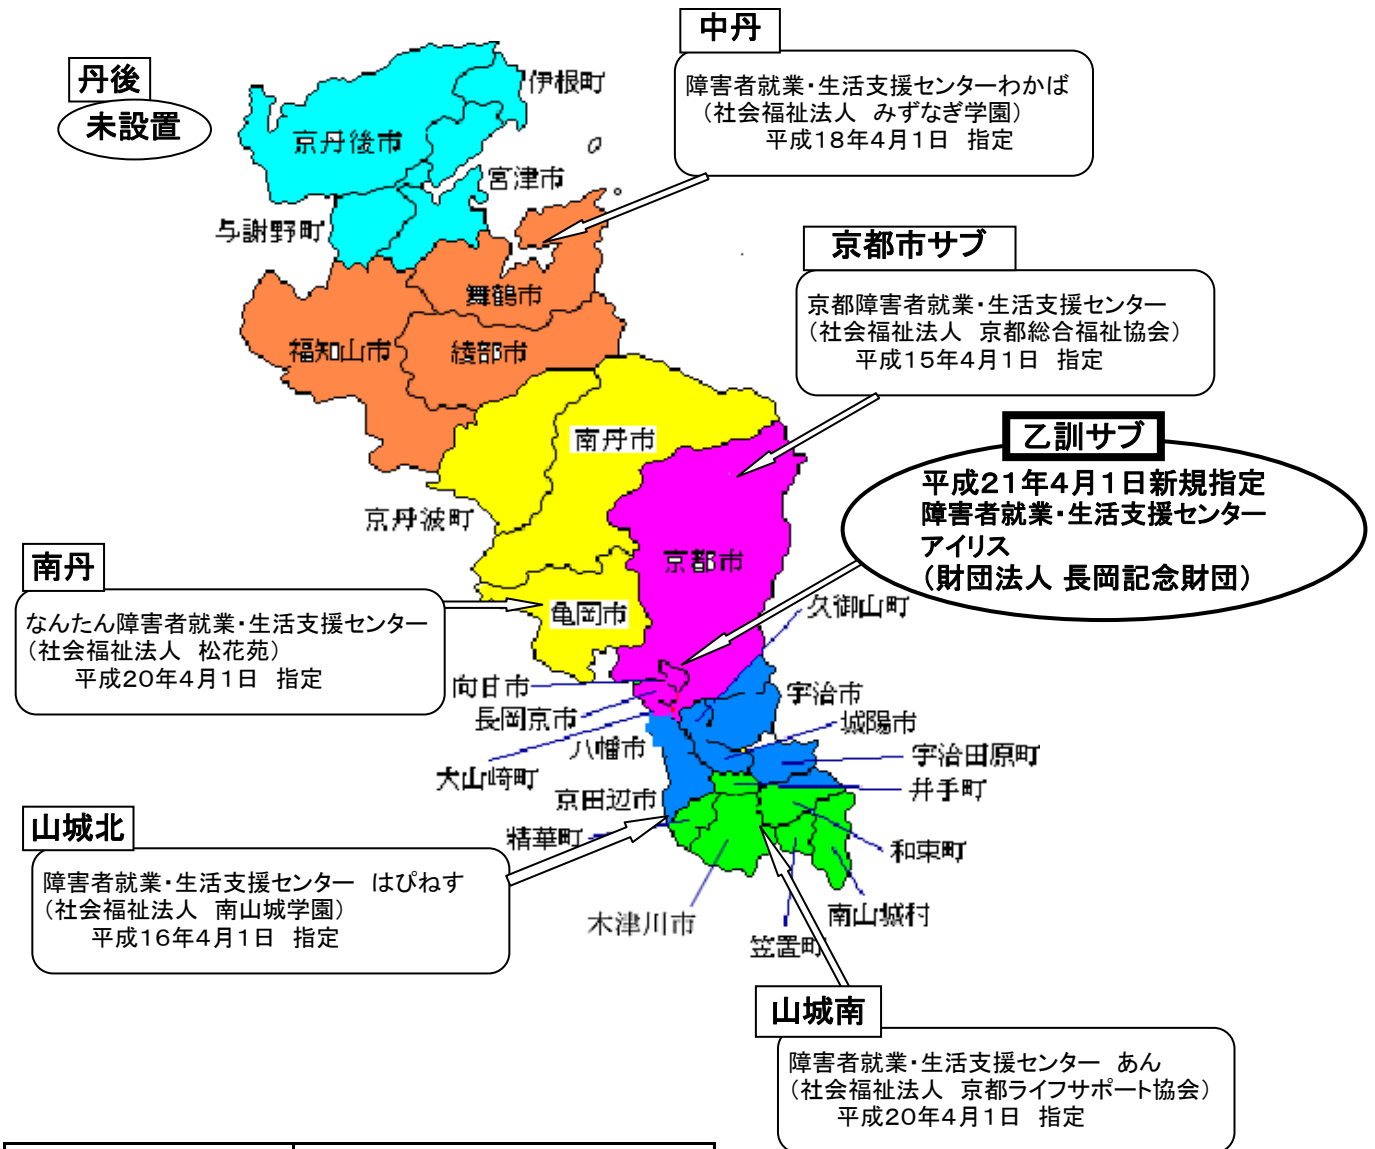 中丹
障害者就業・生活支援センターわかば
（社会福祉法人　みずなぎ学園）
平成18年4月1日　指定
丹後
未設置
伊根町
京丹後市
宮津市
与謝野町
京都市サブ
京都障害者就業・生活支援センター
（社会福祉法人　京都総合福祉協会）
平成15年4月1日　指定
舞鶴市
福知山市
綾部市
乙訓サブ
平成21年4月1日新規指定
障害者就業・生活支援センター
アイリス
（財団法人 長岡記念財団）
南丹市
京丹波町
京都市
南丹
なんたん障害者就業・生活支援センター
（社会福祉法人　松花苑）
平成20年4月1日　指定
亀岡市
久御山町
向日市
長岡京市
宇治市
城陽市
八幡市
宇治田原町
大山崎町
井手町
京田辺市
精華町
和束町
山城北
障害者就業・生活支援センター　はぴねす
（社会福祉法人　南山城学園）
平成16年4月1日　指定
木津川市
南山城村
笠置町
山城南
障害者就業・生活支援センター　あん
（社会福祉法人　京都ライフサポート協会）
平成20年4月1日　指定